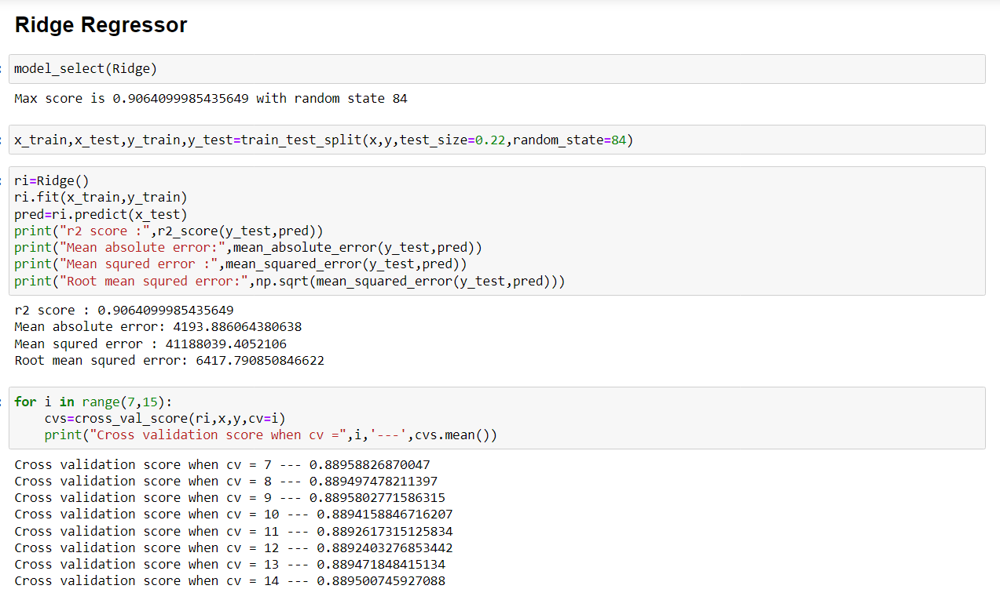 Ridge Regressor
model_select(Ridge)
Max score is 0.9064099985435649 with random state 84
x_train,x_test,y_train,y_test=train_test_split(x,y,test_size=0.22,random_state=84)
ri=Ridge()
ri.fit(x_train,y_train)
pred=ri.predict(x_test)
print("r2 score :",r2_score(y_test,pred))
print("Mean absolute error:",mean_absolute_error(y_test,pred))
print("Mean squred error :",mean_squared_error(y_test,pred))
print("Root mean squred error:",np.sqrt(mean_squared_error(y_test,pred)))
r2 score : 0.9064099985435649
Mean absolute error: 4193.886064380638
Mean squred error : 41188039.4052106
Root mean squred error: 6417.790850846622
for i in range(7,15):
    cvs=cross_val_score(ri,x,y,cv=i)
    print("Cross validation score when cv =",i,'---',cvs.mean())
Cross validation score when cv = 7 --- 0.88958826870047
Cross validation score when cv = 8 --- 0.889497478211397
Cross validation score when cv = 9 --- 0.8895802771586315
Cross validation score when cv = 10 --- 0.8894158846716207
Cross validation score when cv = 11 --- 0.8892617315125834
Cross validation score when cv = 12 --- 0.8892403276853442
Cross validation score when cv = 13 --- 0.889471848415134
Cross validation score when cv = 14 --- 0.889500745927088